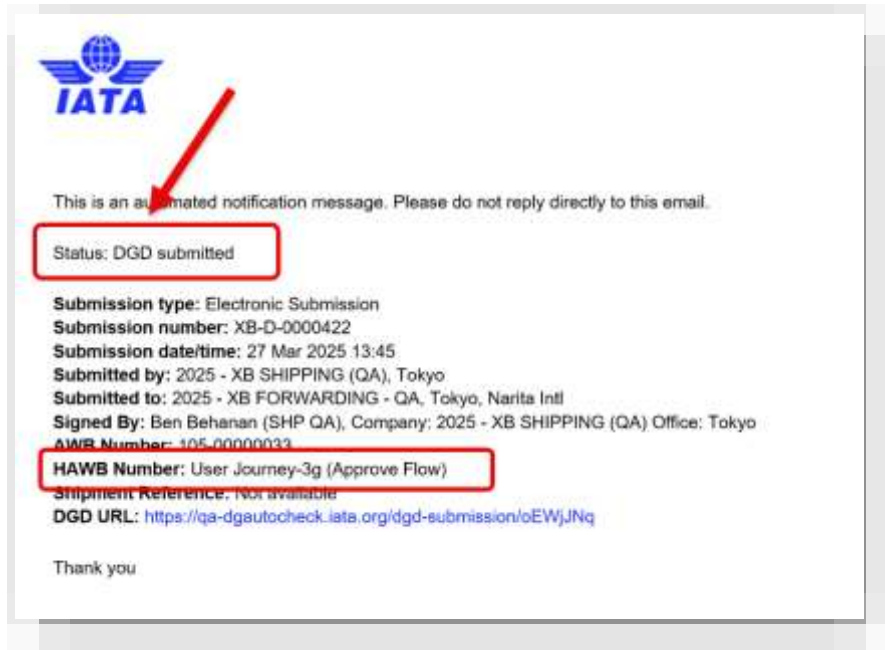 IATA
This is an automated notification message. Please do not reply directly to this email.
Status: DGD submitted
Submission type: Electronic Submission
Submission number: XB-D-0000422
Submission date/time: 27 Mar 2025 13:45
Submitted by: 2025 - XB SHIPPING (QA), Tokyo
Submitted to: 2025 - XB FORWARDING - QA, Tokyo, Narita Intl
Signed By: Ben Behanan (SHP QA), Company: 2025 - XB SHIPPING (QA) Office: Tokyo
AWB Number: 105-00000033
HAWB Number: User Journey-3g (Approve Flow)
Shipment Reference: Not available
DGD URL: https://qa-dgautocheck.iata.org/dgd-submission/oEWjJNq
Thank you